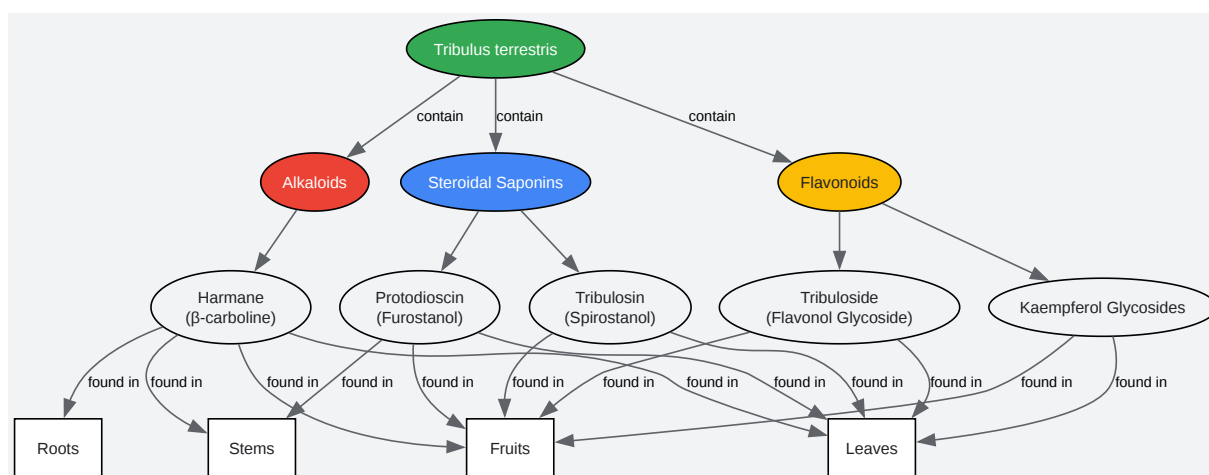 Tribulus terrestris
contain
contain
contain
Alkaloids
Steroidal Saponins
Flavonoids
Harmane
(β-carboline)
Protodioscin
(Furostanol)
Tribulosin
(Spirostanol)
Tribuloside
(Flavonol Glycoside)
Kaempferol Glycosides
found in
found in
found in
found in
found in
found in
found in
found in
found in
found in
found in
found in
Roots
Stems
Fruits
Leaves